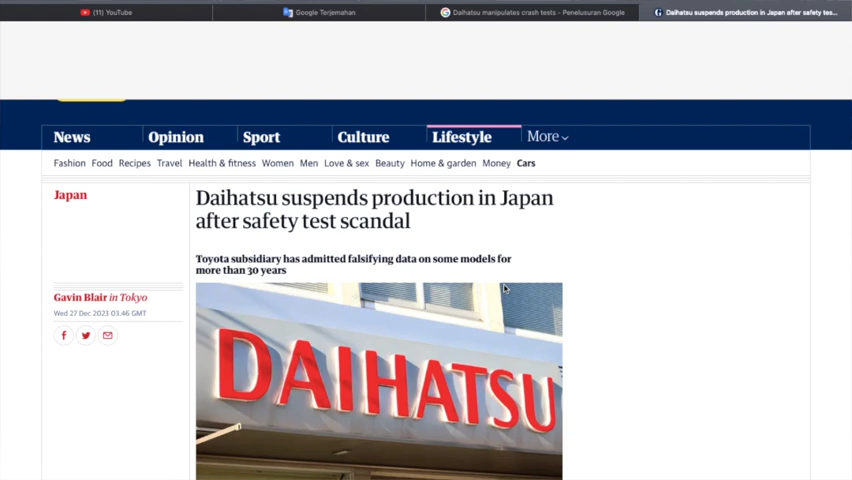 (11) YouTube
Google Terjemahan
Daihatsu manipulates crash tests - Penelusuran Google
Daihatsu suspends production in Japan after safety tes...
News Opinion Sport Culture Lifestyle More
Fashion Food Recipes Travel Health & fitness Women Men Love & sex Beauty Home & garden Money Cars
Japan
Daihatsu suspends production in Japan
after safety test scandal
Toyota subsidiary has admitted falsifying data on some models for
more than 30 years
Gavin Blair in Tokyo
Wed 27 Dec 2023 03.46 GMT
DAIHATSU